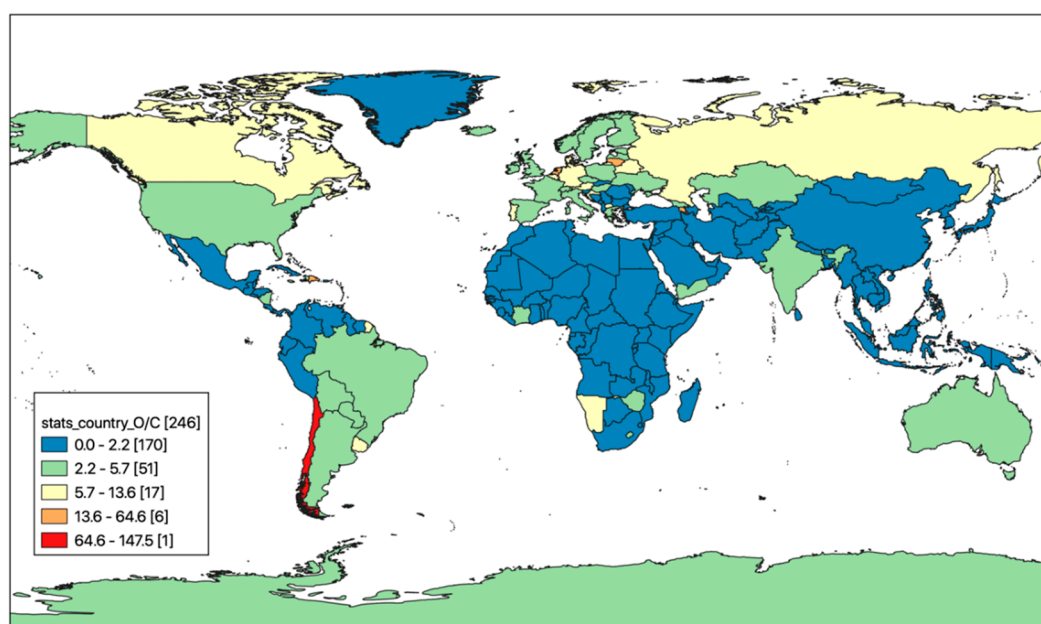 stats_country_O/C [246]
0.0 - 2.2 [170]
2.2 - 5.7 [51]
5.7 - 13.6 [17]
13.6 - 64.6 [6]
64.6 - 147.5 [1]